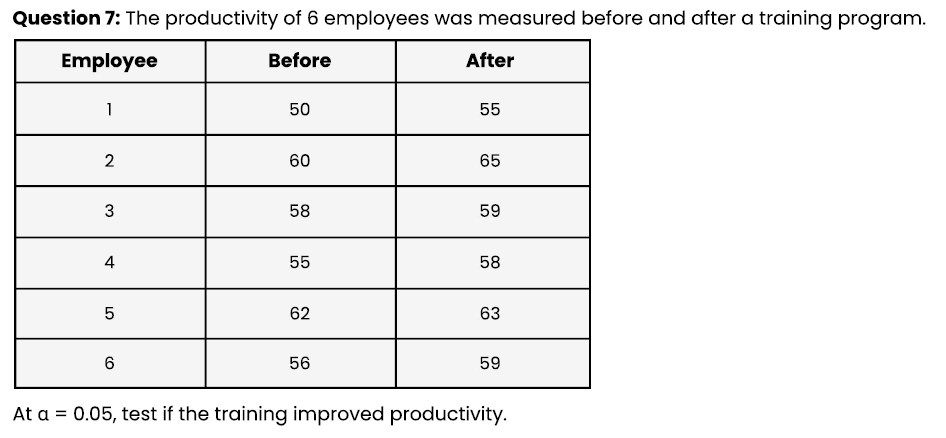 Question 7: The productivity of 6 employees was measured before and after a training program.
Employee Before After
1 50 55
2 60 65
3 58 59
4 55 58
5 62 63
6 56 59
At α = 0.05, test if the training improved productivity.